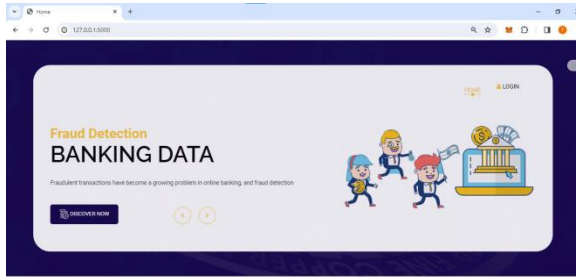 Home
127.0.0.1:5000
HOME
LOGIN
Fraud Detection
BANKING DATA
Fraudulent transactions have become a growing problem in online banking, and fraud detection
DISCOVER NOW